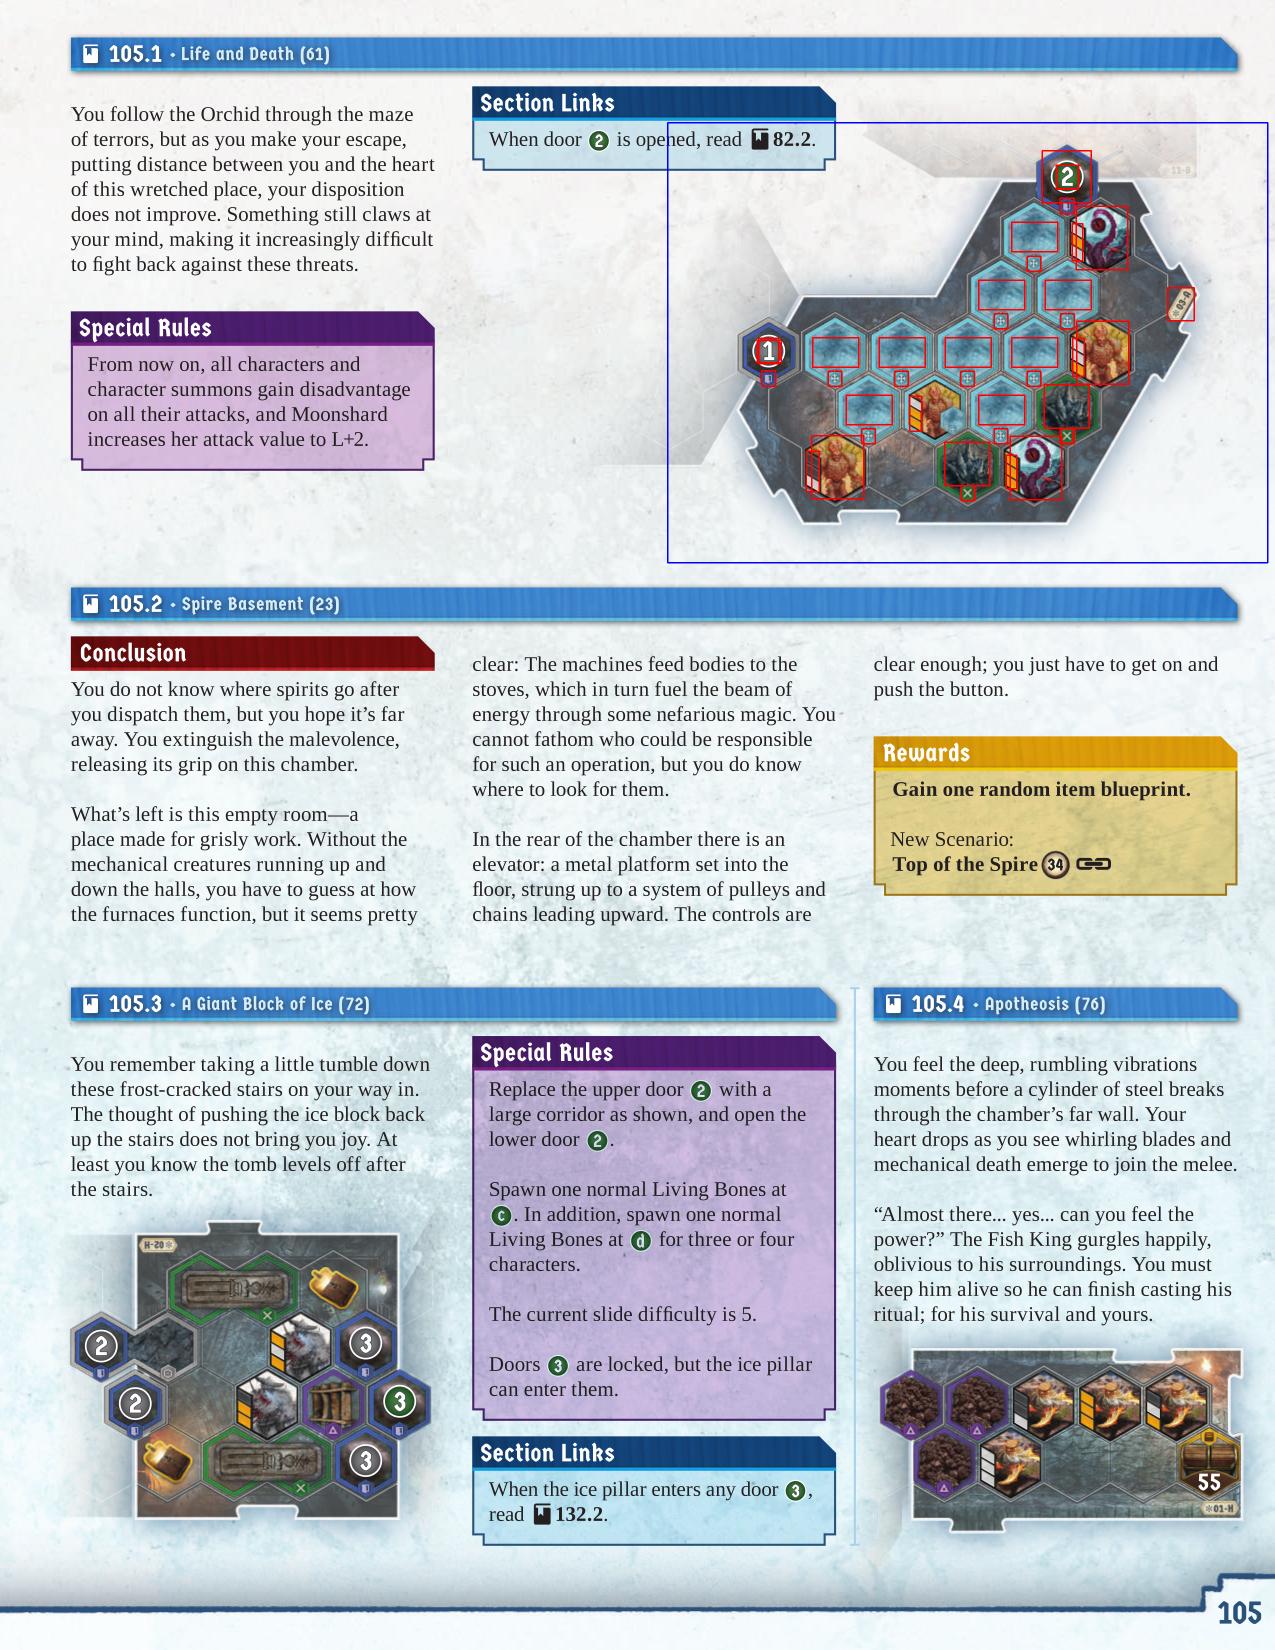 105.1 • Life and Death (61)
You follow the Orchid through the maze
of terrors, but as you make your escape,
putting distance between you and the heart
of this wretched place, your disposition
does not improve. Something still claws at
your mind, making it increasingly difficult
to fight back against these threats.
Special Rules
From now on, all characters and
character summons gain disadvantage
on all their attacks, and Moonshard
increases her attack value to L+2.
Section Links
When door 2 is opened, read 82.2.
11-B
2
03-A
1
105.2 • Spire Basement (23)
Conclusion
You do not know where spirits go after
you dispatch them, but you hope it’s far
away. You extinguish the malevolence,
releasing its grip on this chamber.
What’s left is this empty room—a
place made for grisly work. Without the
mechanical creatures running up and
down the halls, you have to guess at how
the furnaces function, but it seems pretty
clear: The machines feed bodies to the
stoves, which in turn fuel the beam of
energy through some nefarious magic. You
cannot fathom who could be responsible
for such an operation, but you do know
where to look for them.
In the rear of the chamber there is an
elevator: a metal platform set into the
floor, strung up to a system of pulleys and
chains leading upward. The controls are
clear enough; you just have to get on and
push the button.
Rewards
Gain one random item blueprint.
New Scenario:
Top of the Spire 34
105.3 • A Giant Block of Ice (72)
You remember taking a little tumble down
these frost-cracked stairs on your way in.
The thought of pushing the ice block back
up the stairs does not bring you joy. At
least you know the tomb levels off after
the stairs.
H-20
2
3
2
3
3
Special Rules
Replace the upper door 2 with a
large corridor as shown, and open the
lower door 2.
Spawn one normal Living Bones at
c. In addition, spawn one normal
Living Bones at d for three or four
characters.
The current slide difficulty is 5.
Doors 3 are locked, but the ice pillar
can enter them.
Section Links
When the ice pillar enters any door 3,
read 132.2.
105.4 • Apotheosis (76)
You feel the deep, rumbling vibrations
moments before a cylinder of steel breaks
through the chamber’s far wall. Your
heart drops as you see whirling blades and
mechanical death emerge to join the melee.
“Almost there... yes... can you feel the
power?” The Fish King gurgles happily,
oblivious to his surroundings. You must
keep him alive so he can finish casting his
ritual; for his survival and yours.
55
01-H
105